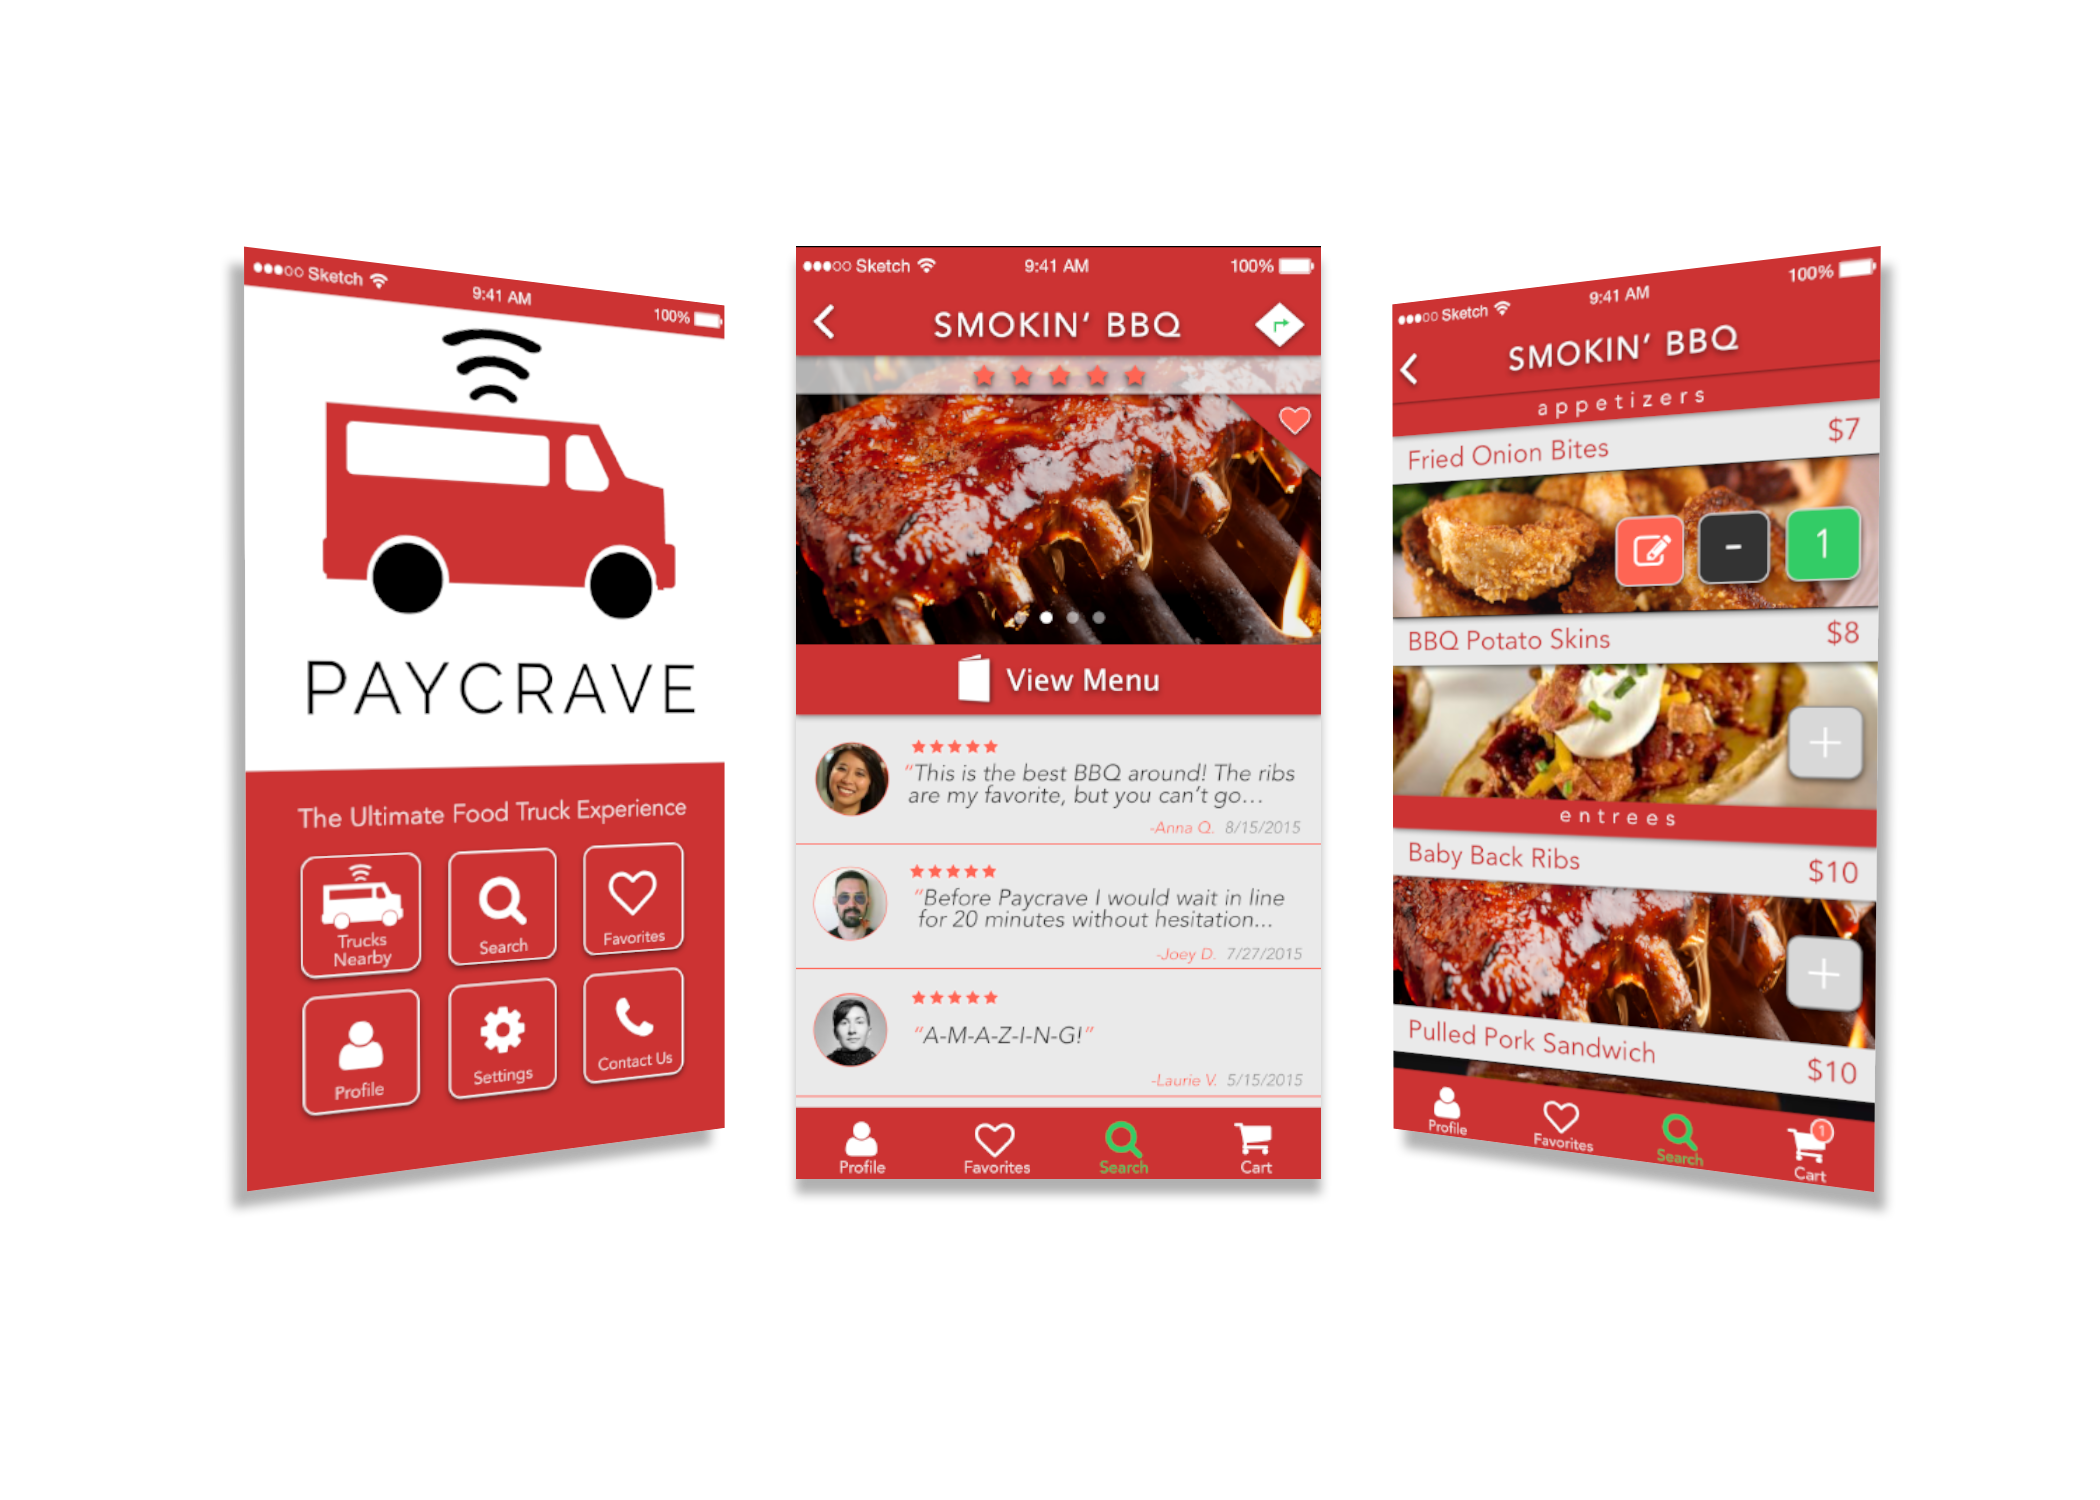 Sketch
9:41 AM
100%
PAYCRAVE
The Ultimate Food Truck Experience
Trucks
Nearby
Search
Favorites
Profile
Settings
Contact Us
Sketch
9:41 AM
100%
SMOKIN’ BBQ
View Menu
“This is the best BBQ around! The ribs
are my favorite, but you can’t go...
-Anna Q. 8/15/2015
“Before Paycrave I would wait in line
for 20 minutes without hesitation...
-Joey D. 7/27/2015
“A-M-A-Z-I-N-G!”
-Laurie V. 5/15/2015
Profile
Favorites
Search
Cart
Sketch
9:41 AM
100%
SMOKIN’ BBQ
appetizers
Fried Onion Bites
$7
-
1
BBQ Potato Skins
$8
+
entrees
Baby Back Ribs
$10
+
Pulled Pork Sandwich
$10
Profile
Favorites
Search
1
Cart